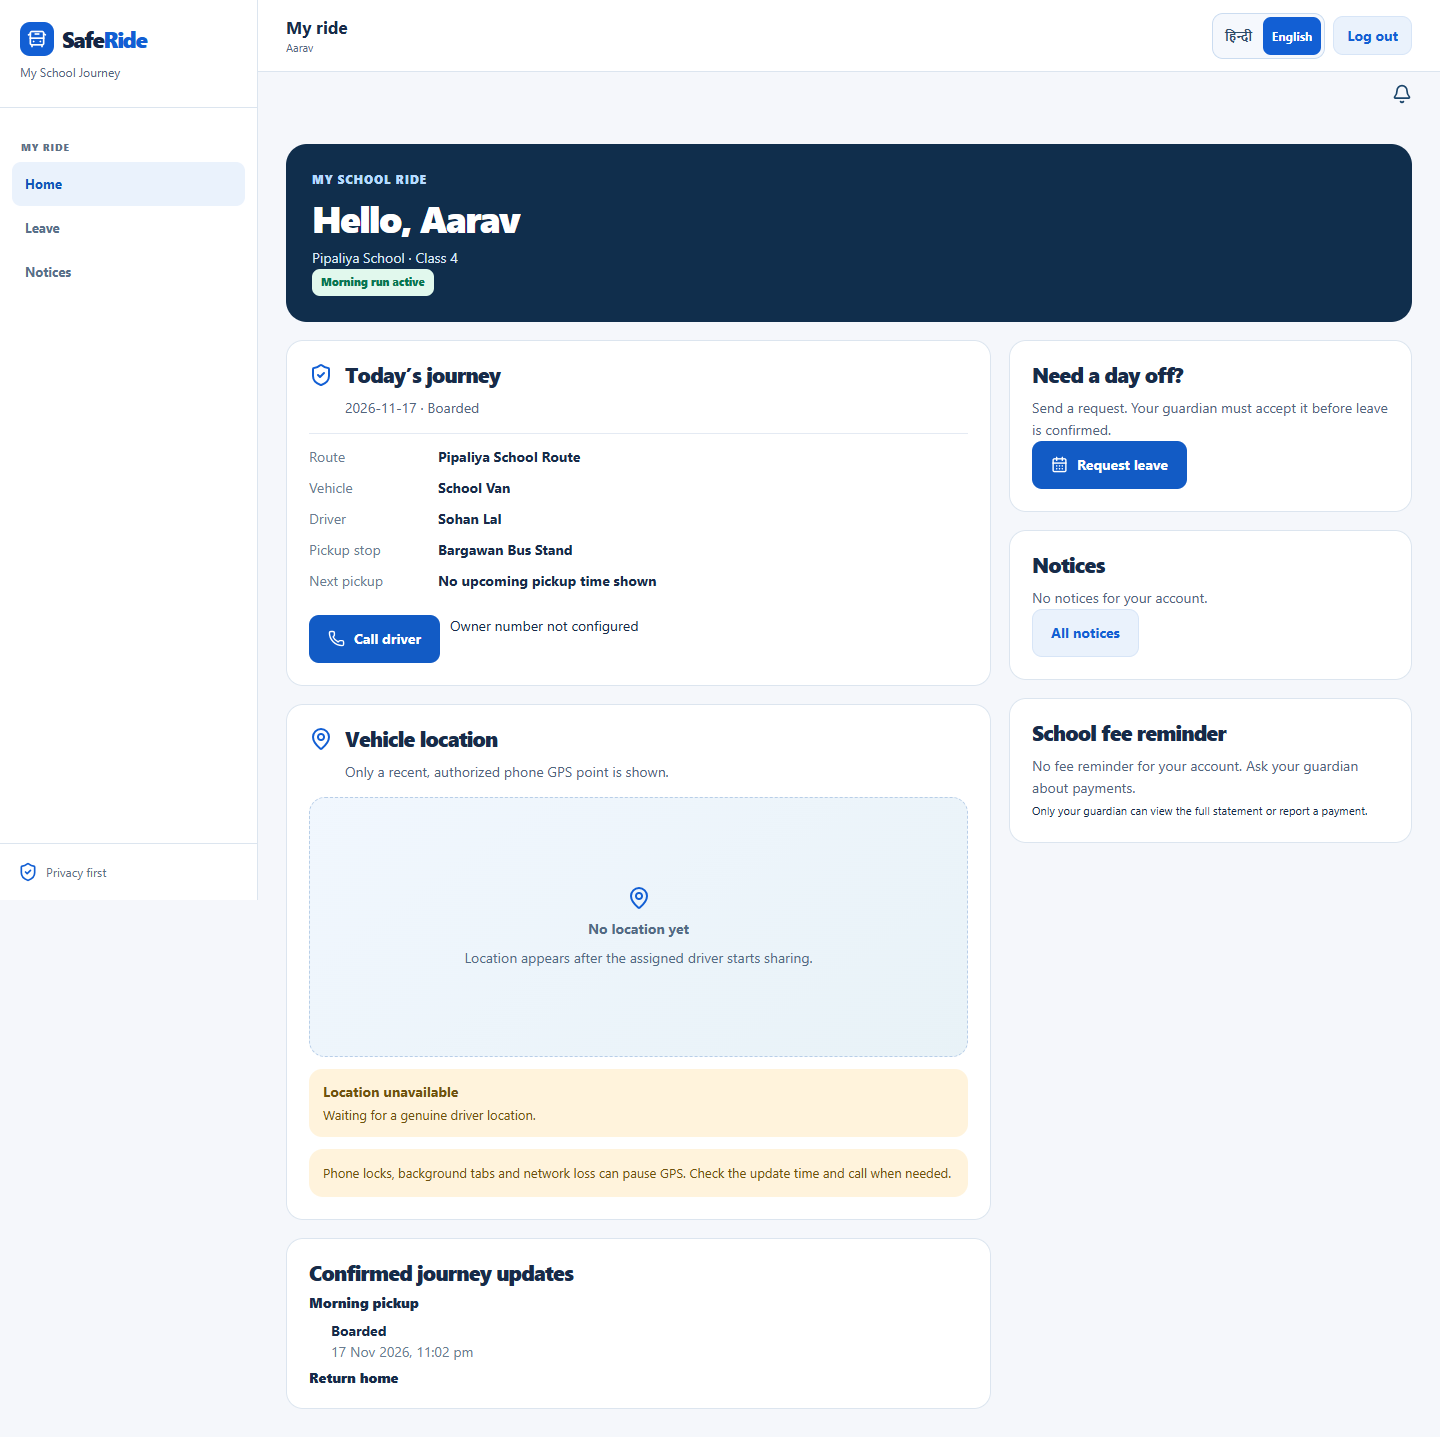 SafeRide
My School Journey
MY RIDE
Home
Leave
Notices
Privacy first
My ride
Aarav
हिन्दी
English
Log out
MY SCHOOL RIDE
Hello, Aarav
Pipaliya School · Class 4
Morning run active
Today's journey
2026-11-17 · Boarded
Route Pipaliya School Route
Vehicle School Van
Driver Sohan Lal
Pickup stop Bargawan Bus Stand
Next pickup No upcoming pickup time shown
Call driver
Owner number not configured
Vehicle location
Only a recent, authorized phone GPS point is shown.
No location yet
Location appears after the assigned driver starts sharing.
Location unavailable
Waiting for a genuine driver location.
Phone locks, background tabs and network loss can pause GPS. Check the update time and call when needed.
Confirmed journey updates
Morning pickup
Boarded
17 Nov 2026, 11:02 pm
Return home
Need a day off?
Send a request. Your guardian must accept it before leave
is confirmed.
Request leave
Notices
No notices for your account.
All notices
School fee reminder
No fee reminder for your account. Ask your guardian
about payments.
Only your guardian can view the full statement or report a payment.